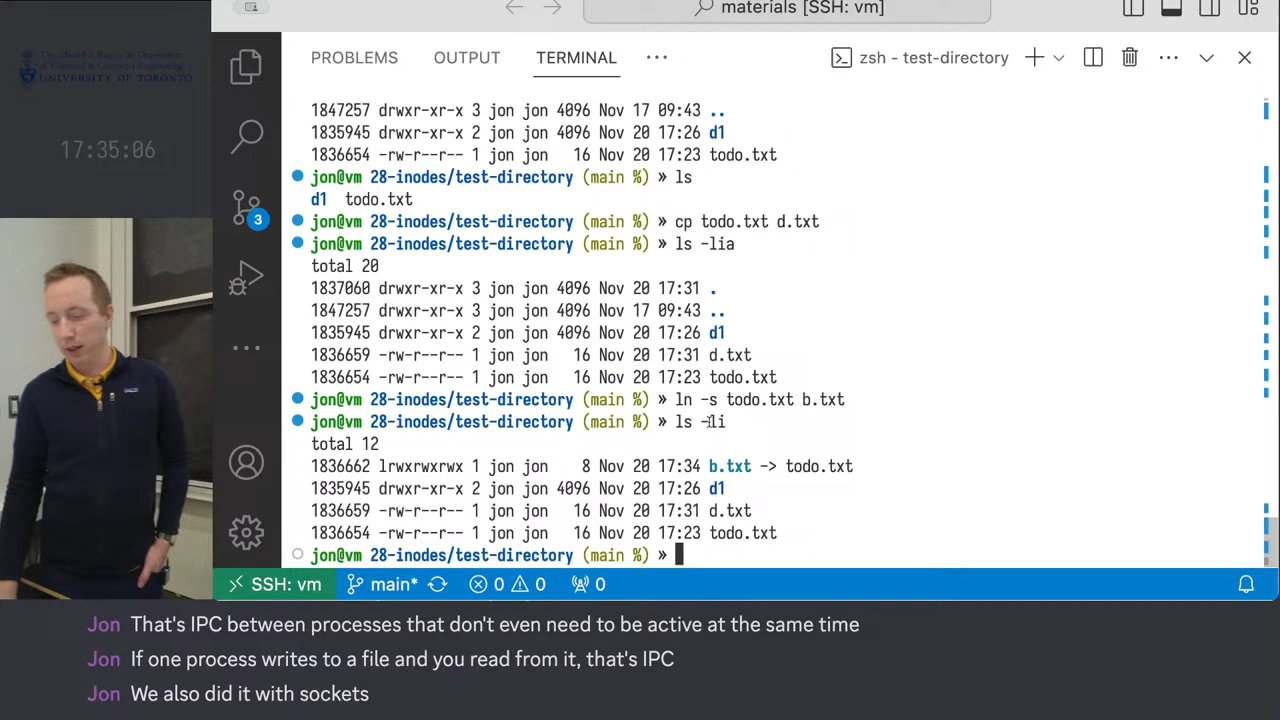 materials [SSH: vm]
UNIVERSITY OF TORONTO
17:35:06
PROBLEMS OUTPUT TERMINAL ··· zsh - test-directory
1847257 drwxr-xr-x 3 jon jon 4096 Nov 17 09:43 ..
1835945 drwxr-xr-x 2 jon jon 4096 Nov 20 17:26 d1
1836654 -rw-r--r-- 1 jon jon 16 Nov 20 17:23 todo.txt
jon@vm 28-inodes/test-directory (main %) » ls
d1 todo.txt
jon@vm 28-inodes/test-directory (main %) » cp todo.txt d.txt
jon@vm 28-inodes/test-directory (main %) » ls -lia
total 20
1837060 drwxr-xr-x 3 jon jon 4096 Nov 20 17:31 .
1847257 drwxr-xr-x 3 jon jon 4096 Nov 17 09:43 ..
1835945 drwxr-xr-x 2 jon jon 4096 Nov 20 17:26 d1
1836659 -rw-r--r-- 1 jon jon 16 Nov 20 17:31 d.txt
1836654 -rw-r--r-- 1 jon jon 16 Nov 20 17:23 todo.txt
jon@vm 28-inodes/test-directory (main %) » ln -s todo.txt b.txt
jon@vm 28-inodes/test-directory (main %) » ls -li
total 12
1836662 lrwxrwxrwx 1 jon jon 8 Nov 20 17:34 b.txt -> todo.txt
1835945 drwxr-xr-x 2 jon jon 4096 Nov 20 17:26 d1
1836659 -rw-r--r-- 1 jon jon 16 Nov 20 17:31 d.txt
1836654 -rw-r--r-- 1 jon jon 16 Nov 20 17:23 todo.txt
jon@vm 28-inodes/test-directory (main %) »
3
SSH: vm main* 0 0 0
Jon That's IPC between processes that don't even need to be active at the same time
Jon If one process writes to a file and you read from it, that's IPC
Jon We also did it with sockets